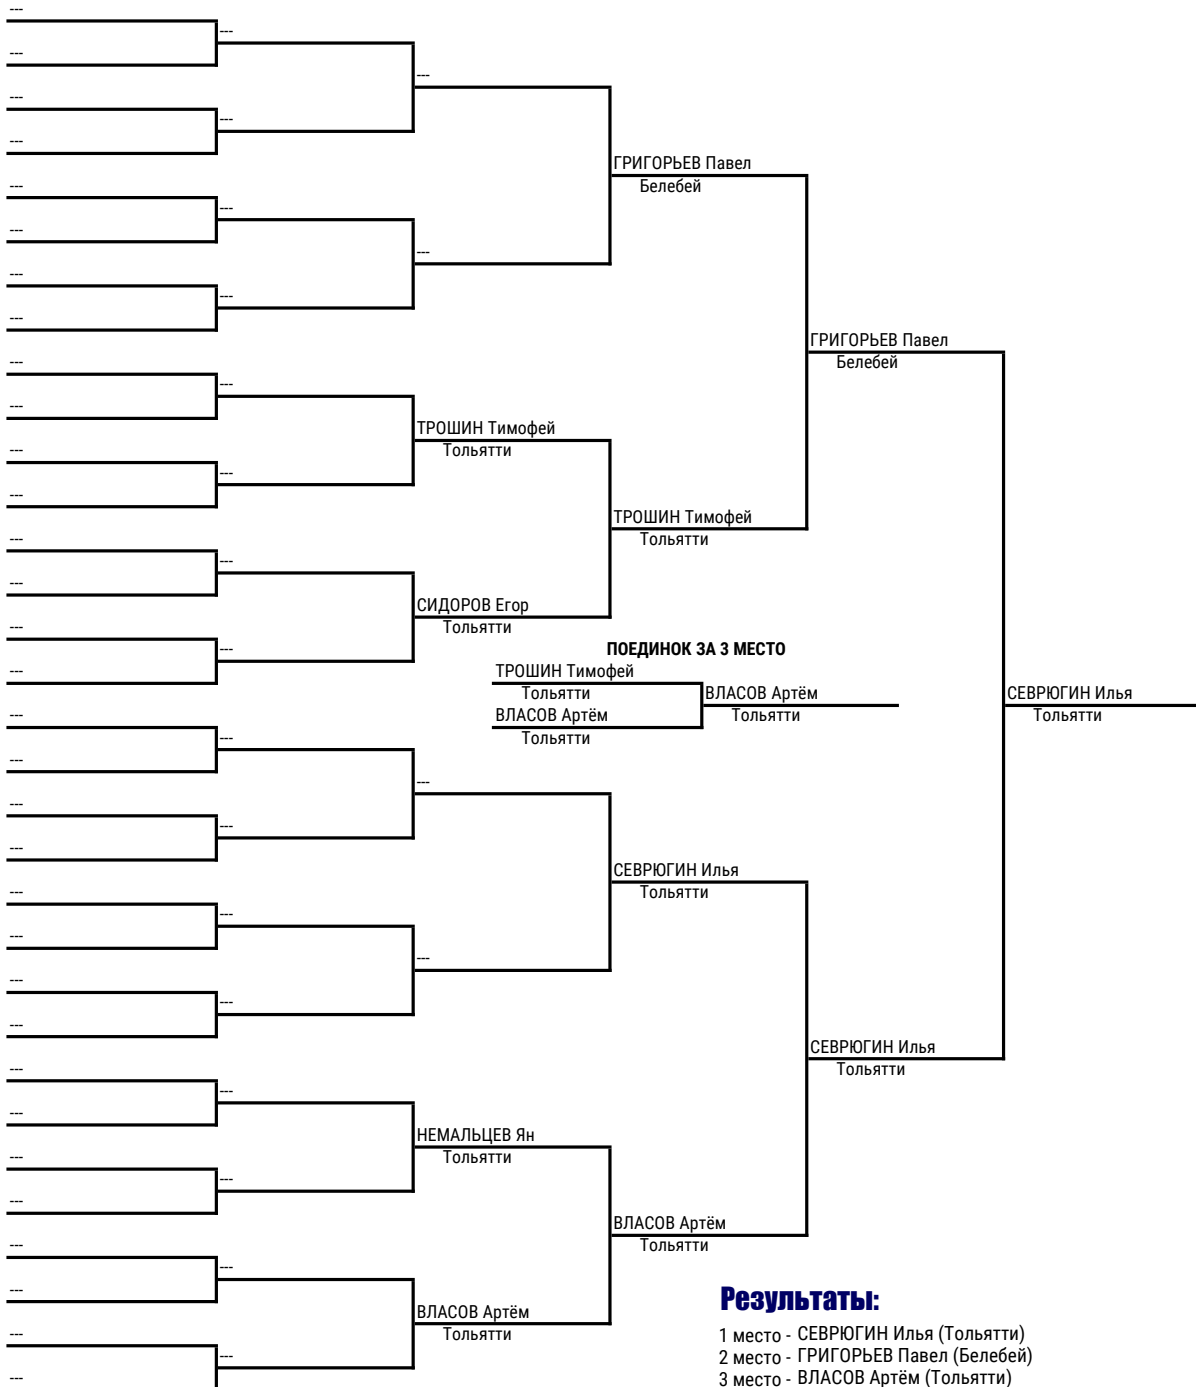 ---
---
---
---
---
---
---
ГРИГОРЬЕВ Павел
---
Белебей
---
---
---
---
---
---
ГРИГОРЬЕВ Павел
---
Белебей
---
---
ТРОШИН Тимофей
---
Тольятти
---
---
ТРОШИН Тимофей
---
Тольятти
---
---
СИДОРОВ Егор
---
Тольятти
---
ПОЕДИНОК ЗА 3 МЕСТО
---
ТРОШИН Тимофей
Тольятти
ВЛАСОВ Артём
СЕВРЮГИН Илья
---
ВЛАСОВ Артём
Тольятти
Тольятти
---
Тольятти
---
---
---
---
---
СЕВРЮГИН Илья
---
Тольятти
---
---
---
---
---
---
СЕВРЮГИН Илья
---
Тольятти
---
---
НЕМАЛЬЦЕВ Ян
---
Тольятти
---
---
ВЛАСОВ Артём
---
Тольятти
---
---
Результаты:
ВЛАСОВ Артём
---
Тольятти
---
---
1 место - СЕВРЮГИН Илья (Тольятти)
2 место - ГРИГОРЬЕВ Павел (Белебей)
3 место - ВЛАСОВ Артём (Тольятти)